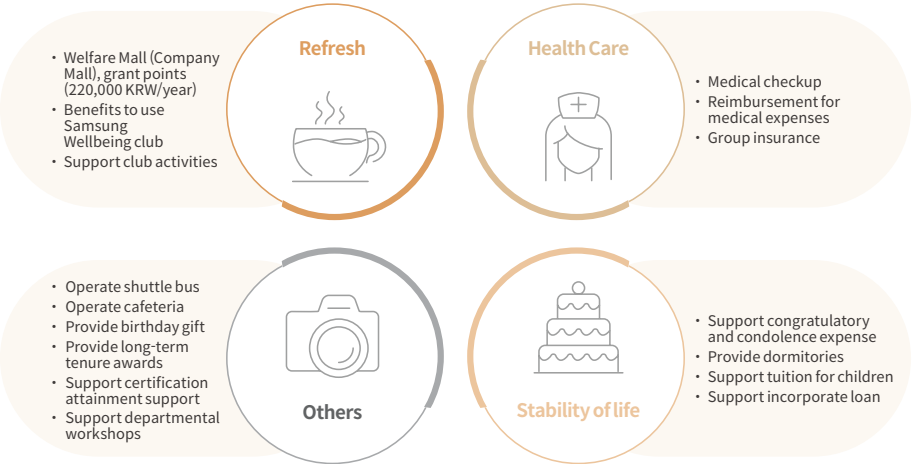 Refresh
• Welfare Mall (Company
Mall), grant points
(220,000 KRW/year)
• Benefits to use
Samsung
Wellbeing club
• Support club activities
Health Care
• Medical checkup
• Reimbursement for
medical expenses
• Group insurance
• Operate shuttle bus
• Operate cafeteria
• Provide birthday gift
• Provide long-term
tenure awards
• Support certification
attainment support
• Support departmental
workshops
Others
• Support congratulatory
and condolence expense
• Provide dormitories
• Support tuition for children
• Support incorporate loan
Stability of life